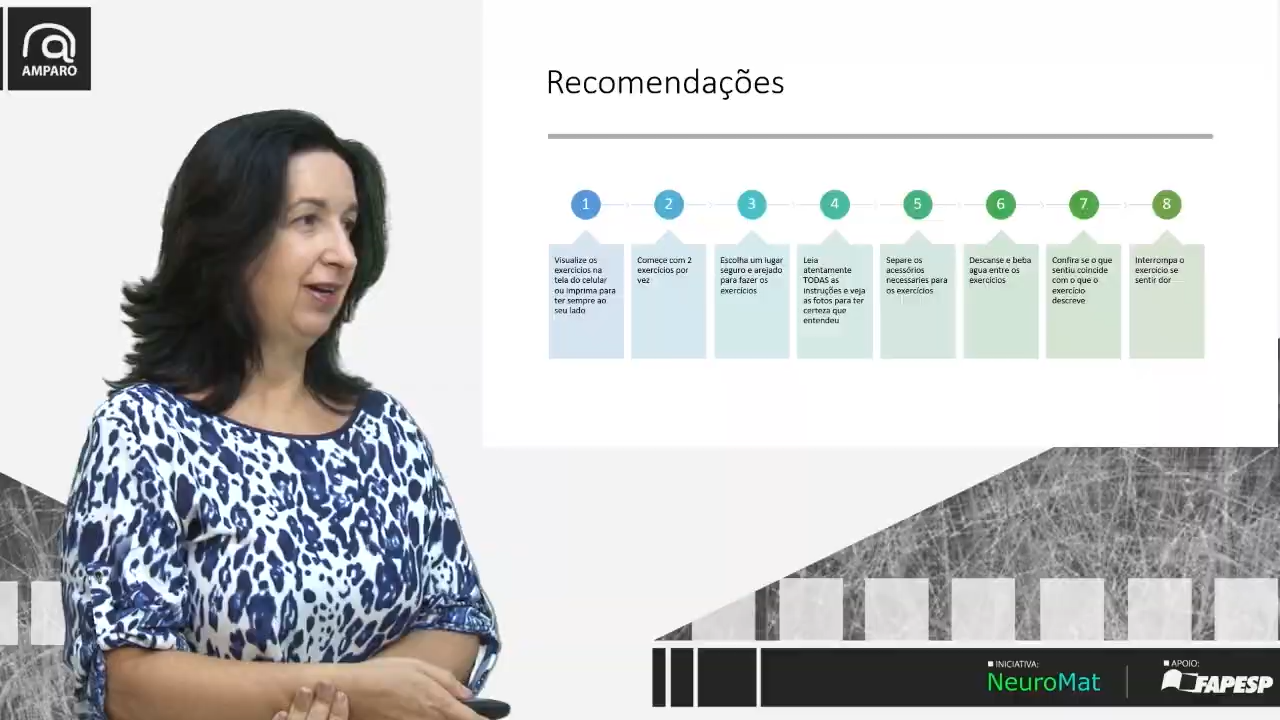 AMPARO
Recomendações
1
2
3
4
5
6
7
8
Visualize os
exercícios na
tela do celular
ou imprima para
ter sempre ao
seu lado
Comece com 2
exercícios por
vez
Escolha um lugar
seguro e arejado
para fazer os
exercícios
Leia
atentamente
TODAS as
instruções e veja
as fotos para ter
certeza que
entendeu
Separe os
acessórios
necessaries para
os exercícios
Descanse e beba
agua entre os
exercícios
Confira se o que
sentiu coincide
com o que o
exercício
descreve
Interrompa o
exercício se
sentir dor
INICIATIVA:
NeuroMat
APOIO:
FAPESP